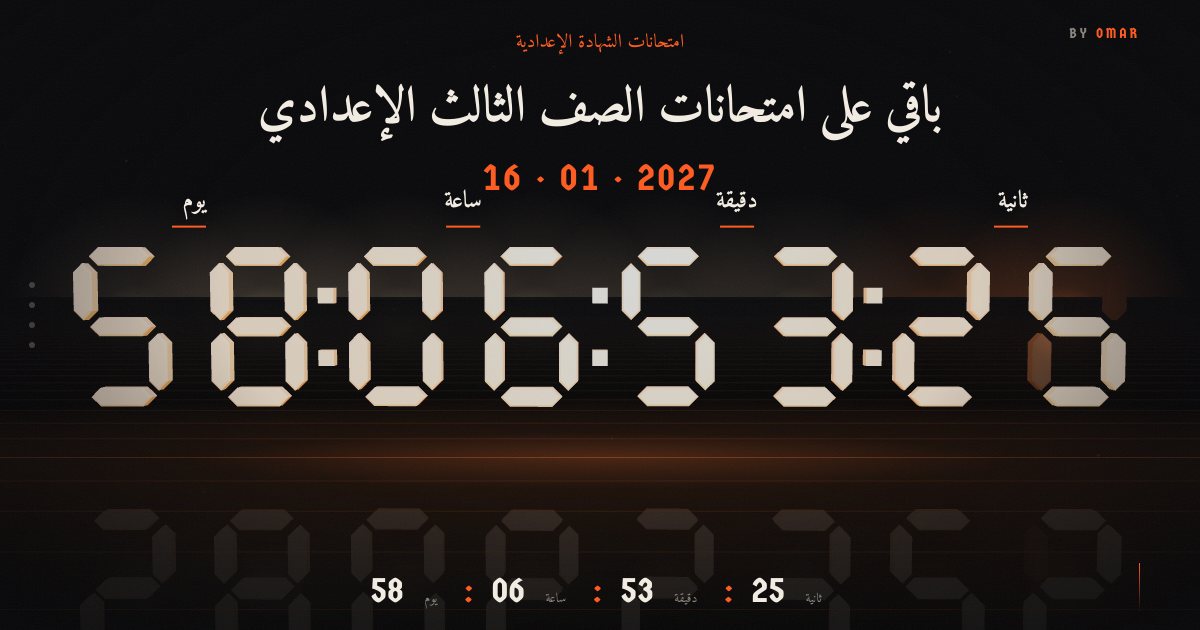 BY OMAR
امتحانات الشهادة الإعدادية
باقي على امتحانات الصف الثالث الإعدادي
16 · 01 · 2027
يوم ساعة دقيقة ثانية
58:06:53:2
58 يوم : 06 ساعة : 53 دقيقة : 25 ثانية